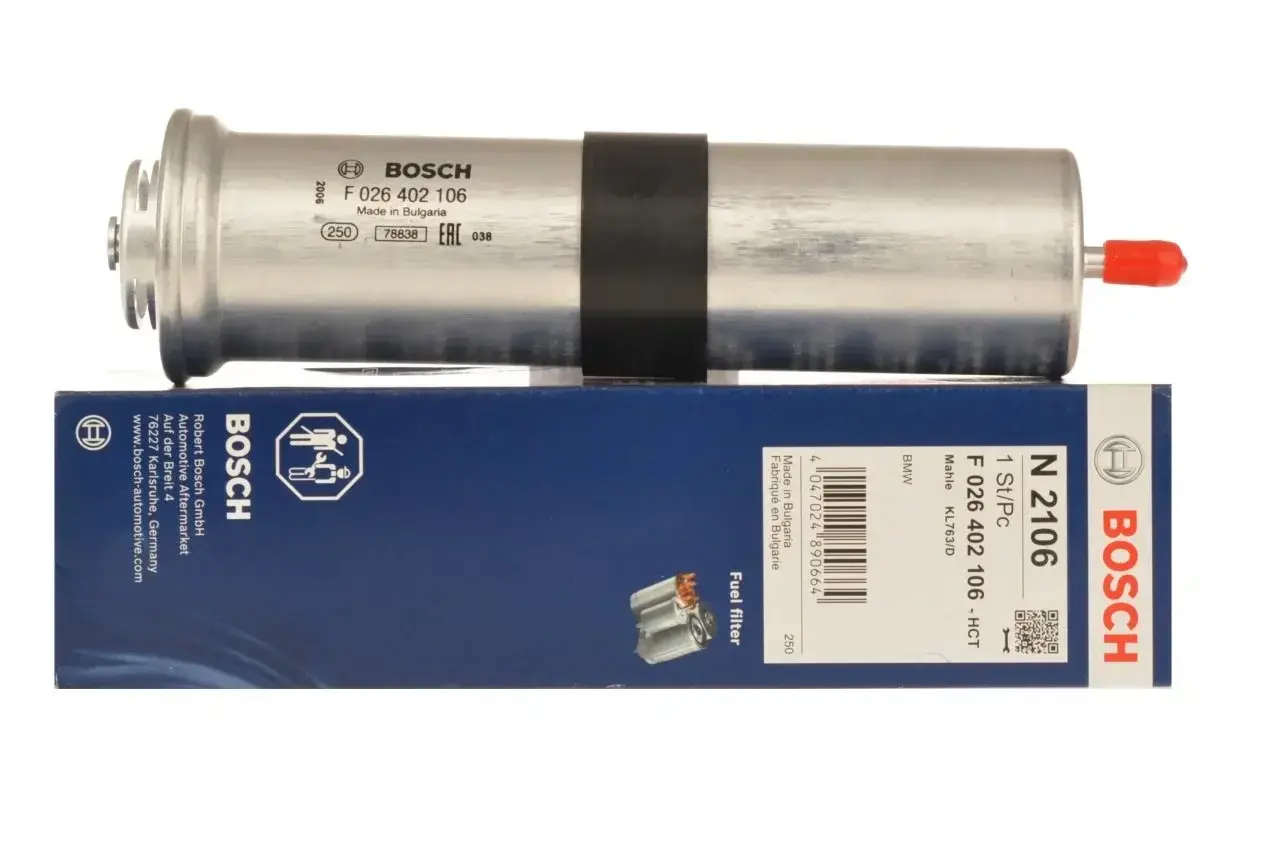 BOSCH
2006
F 026 402 106
Made in Bulgaria
250
78838
EAC
038
BOSCH
N 2106
1 St/Pc
F 026 402 106 - HCT
Mahle KL763/D
BMW
4 047024 890664
Made in Bulgaria
Fabriqué en Bulgarie
250
Fuel filter
BOSCH
Robert Bosch GmbH
Automotive Aftermarket
Auf der Breit 4
76227 Karlsruhe, Germany
www.bosch-automotive.com